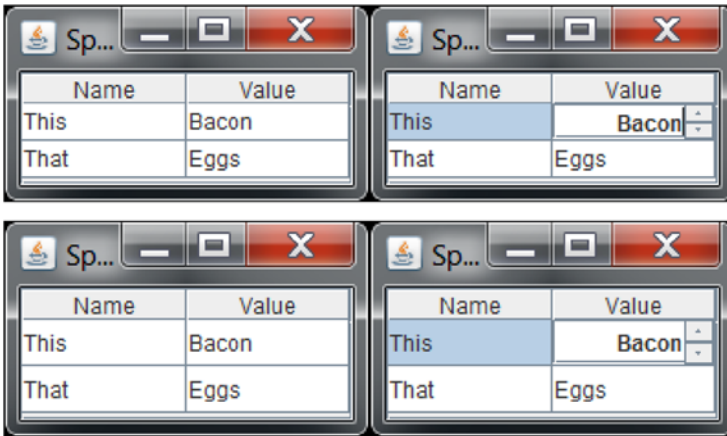 Sp... Sp...
Name Value Name Value
This Bacon This Bacon
That Eggs That Eggs
Sp... Sp...
Name Value Name Value
This Bacon This Bacon
That Eggs That Eggs